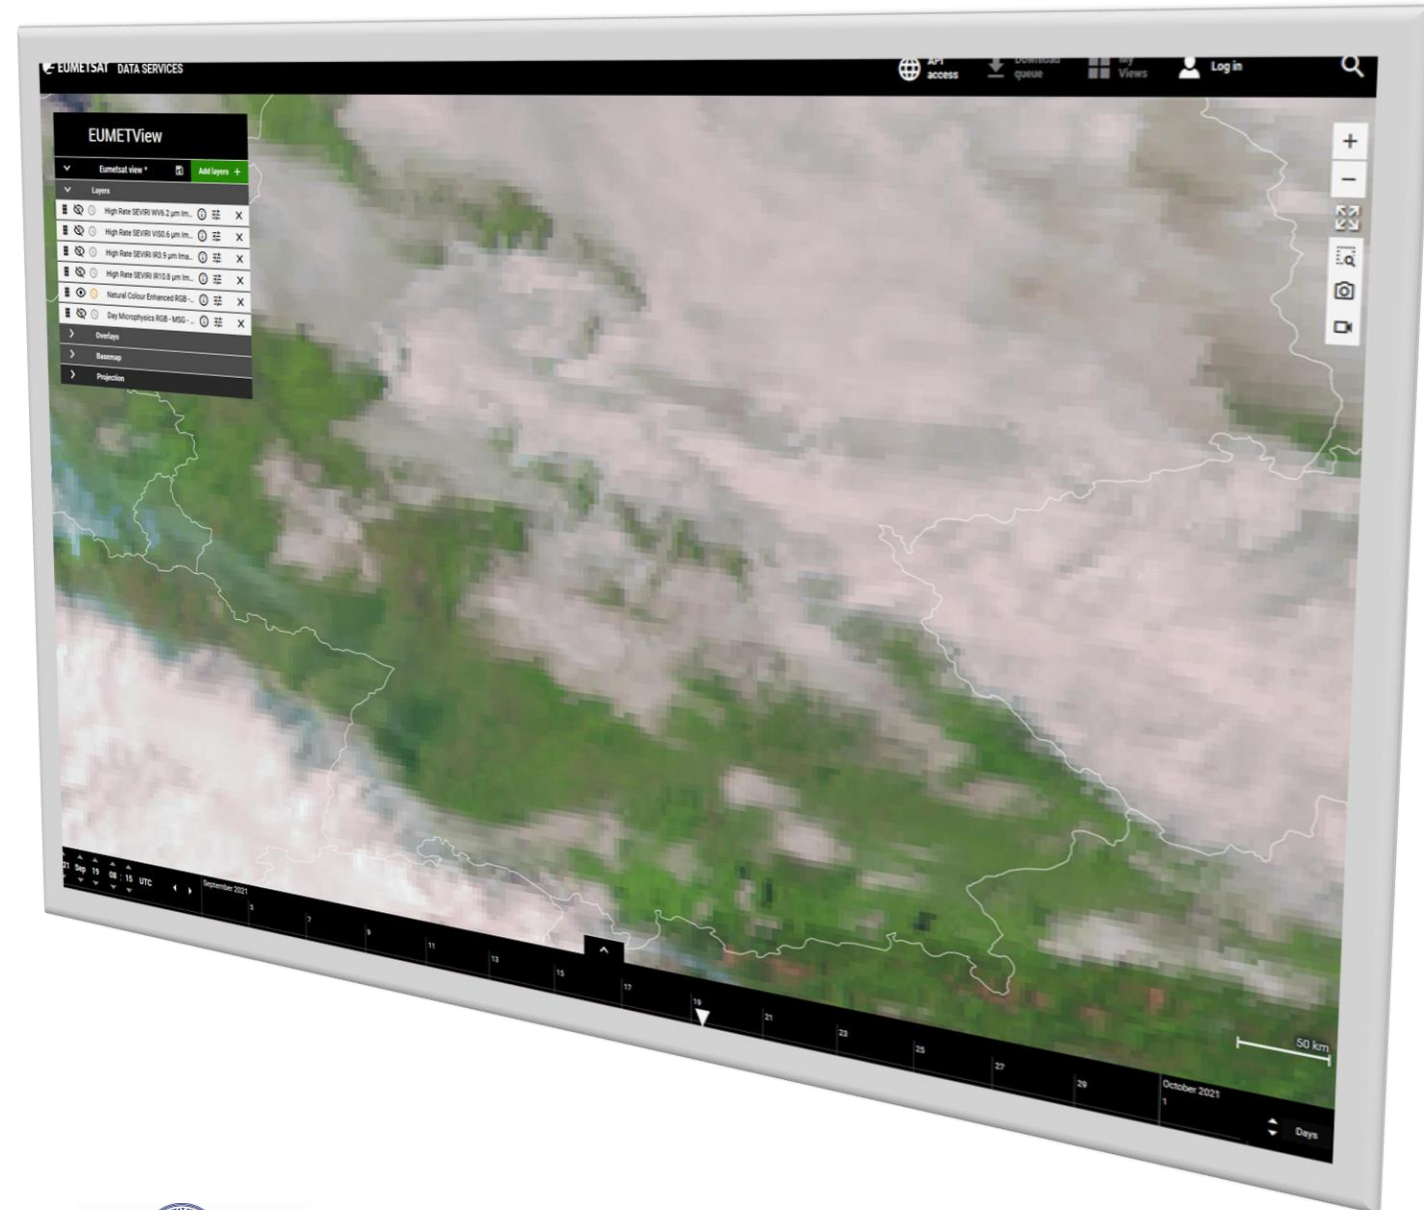 EUMETSAT DATA SERVICES
API access
Download queue
My Views
Log in
EUMETView
Eumetsat view *
Add layers +
Layers
High Rate SEVIRI WV6.2 µm Im...
High Rate SEVIRI VIS0.6 µm Im...
High Rate SEVIRI IR3.9 µm Ima...
High Rate SEVIRI IR10.8 µm Im...
Natural Colour Enhanced RGB -...
Day Microphysics RGB - MSG - ...
Overlays
Basemap
Projection
21 Sep 19 08 : 15 UTC
September 2021
5 7 9 11 13 15 17 19 21 23 25 27 29
October 2021
1
50 km
Days